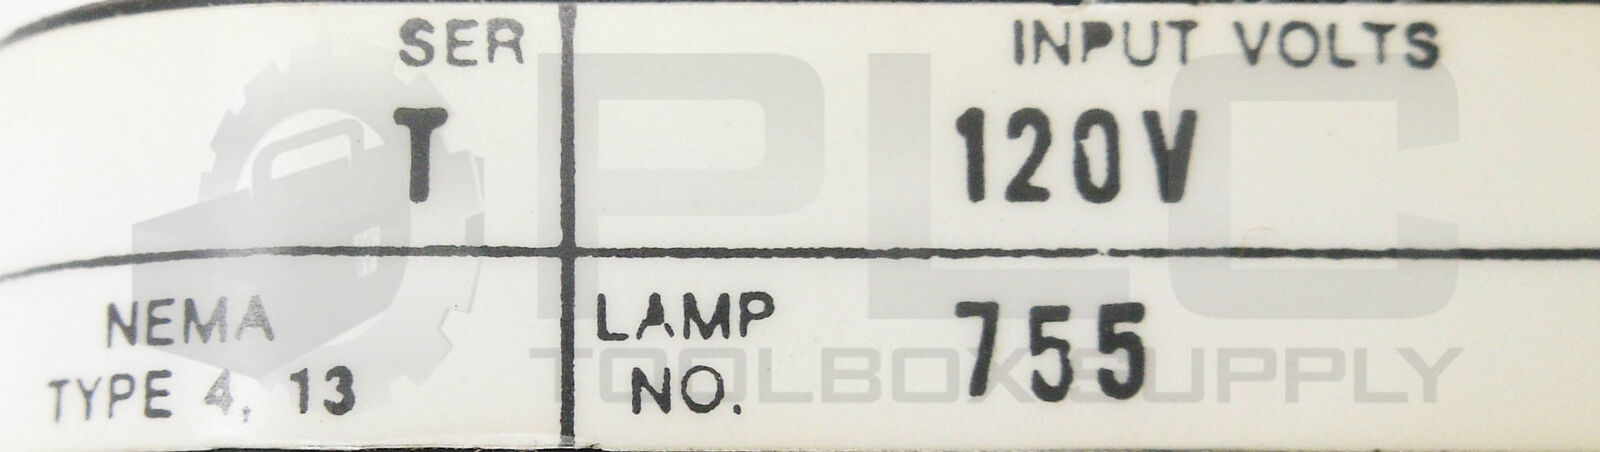 SER
T
INPUT VOLTS
120V
NEMA
TYPE 4, 13
LAMP
NO.
755
PLC
TOOLBOX SUPPLY